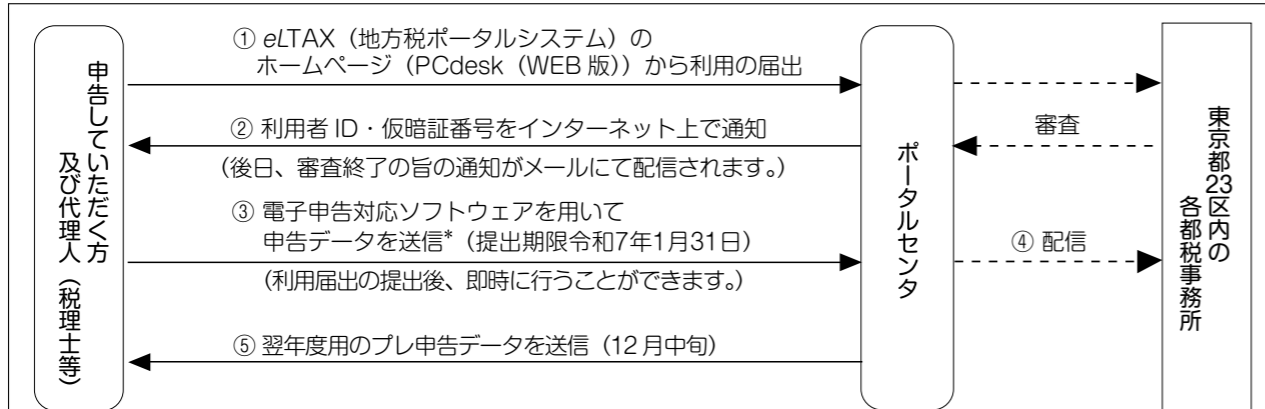 申告していただく方
及び代理人（税理士等）
① eLTAX（地方税ポータルシステム）の
ホームページ（PCdesk（WEB 版））から利用の届出
② 利用者 ID・仮暗証番号をインターネット上で通知
（後日、審査終了の旨の通知がメールにて配信されます。）
③ 電子申告対応ソフトウェアを用いて
申告データを送信*（提出期限令和7年1月31日）
（利用届出の提出後、即時に行うことができます。）
⑤ 翌年度用のプレ申告データを送信（12 月中旬）
ポータルセンタ
審査
④ 配信
東京都23区内の
各都税事務所